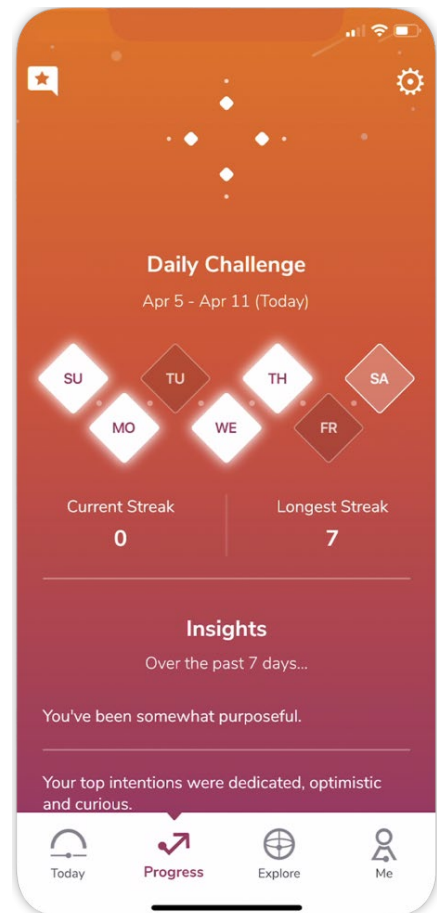 Daily Challenge
Apr 5 - Apr 11 (Today)
SU TU TH SA
MO WE FR
Current Streak Longest Streak
0 7
Insights
Over the past 7 days...
You've been somewhat purposeful.
Your top intentions were dedicated, optimistic
and curious.
Today Progress Explore Me